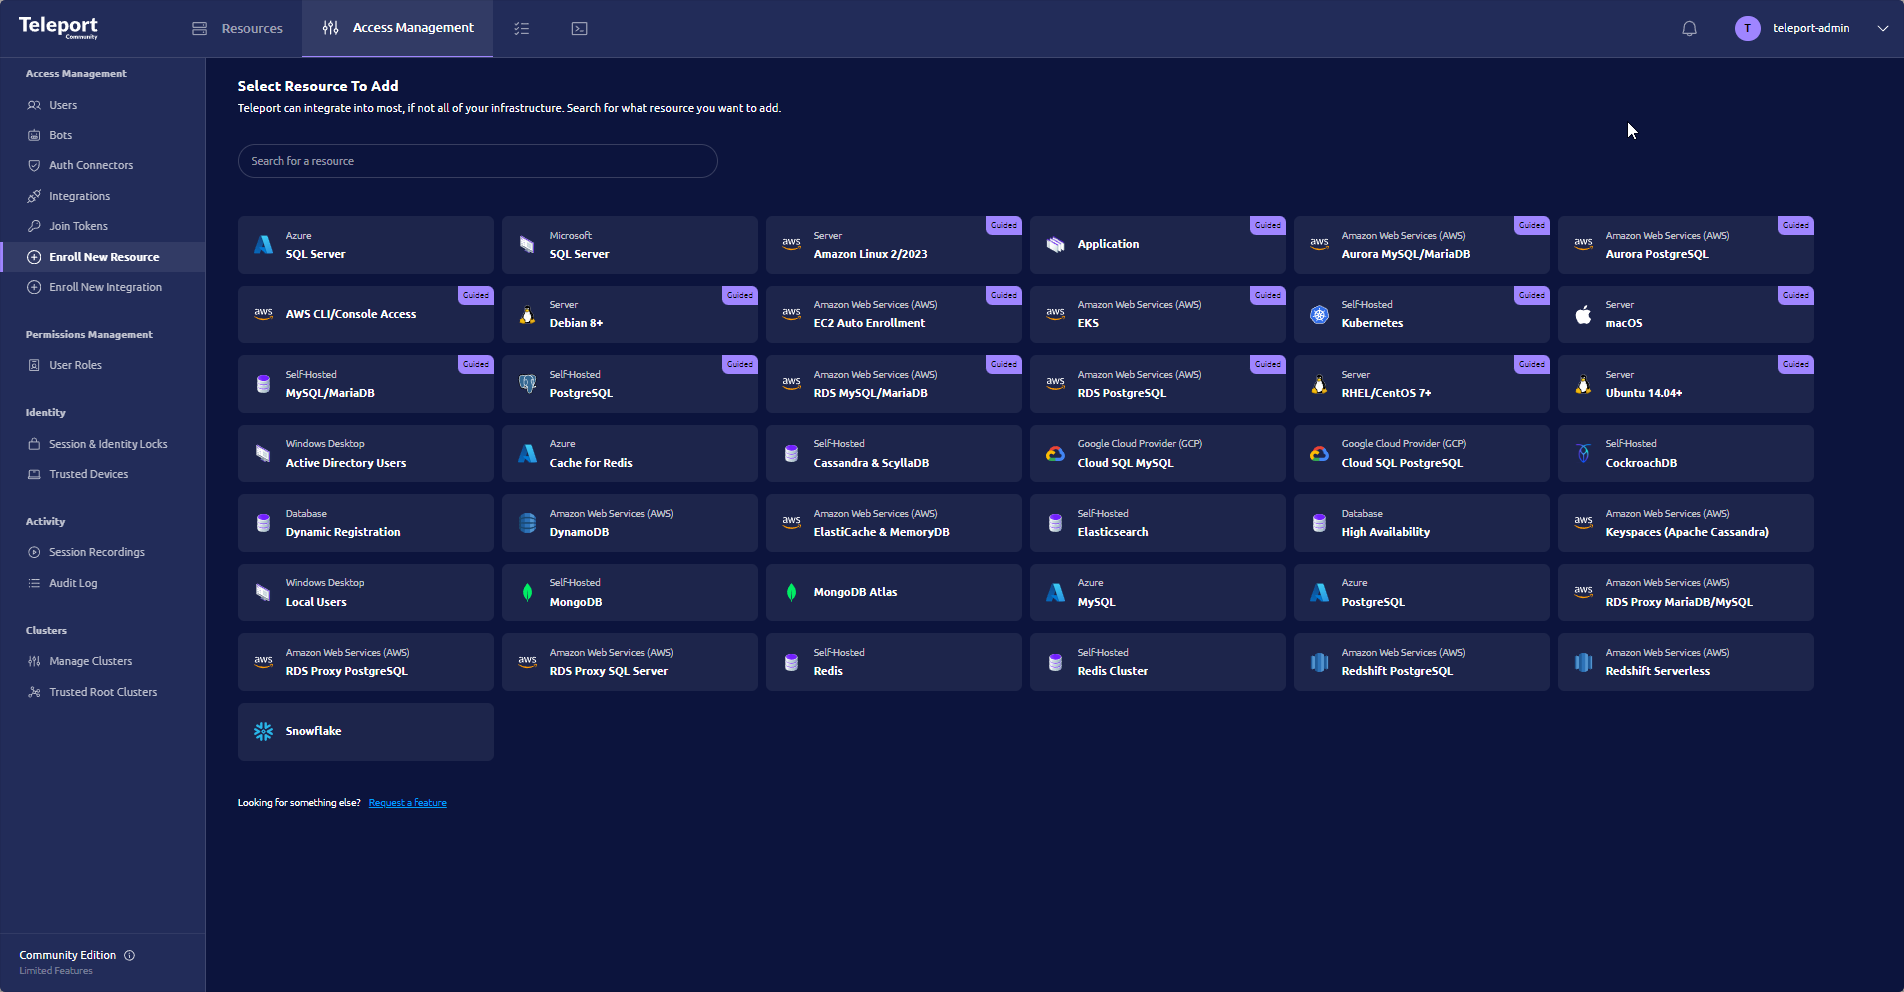 Teleport
Community
Resources
Access Management
T
teleport-admin
Access Management
Users
Bots
Auth Connectors
Integrations
Join Tokens
Enroll New Resource
Enroll New Integration
Permissions Management
User Roles
Identity
Session & Identity Locks
Trusted Devices
Activity
Session Recordings
Audit Log
Clusters
Manage Clusters
Trusted Root Clusters
Community Edition
Limited Features
Select Resource To Add
Teleport can integrate into most, if not all of your infrastructure. Search for what resource you want to add.
Search for a resource
Azure
SQL Server
Microsoft
SQL Server
Guided
aws
Server
Amazon Linux 2/2023
Guided
Application
Guided
aws
Amazon Web Services (AWS)
Aurora MySQL/MariaDB
Guided
aws
Amazon Web Services (AWS)
Aurora PostgreSQL
Guided
aws
AWS CLI/Console Access
Guided
Server
Debian 8+
Guided
aws
Amazon Web Services (AWS)
EC2 Auto Enrollment
Guided
aws
Amazon Web Services (AWS)
EKS
Guided
Self-Hosted
Kubernetes
Guided
Server
macOS
Guided
Self-Hosted
MySQL/MariaDB
Guided
Self-Hosted
PostgreSQL
Guided
aws
Amazon Web Services (AWS)
RDS MySQL/MariaDB
Guided
aws
Amazon Web Services (AWS)
RDS PostgreSQL
Guided
Server
RHEL/CentOS 7+
Guided
Server
Ubuntu 14.04+
Windows Desktop
Active Directory Users
Azure
Cache for Redis
Self-Hosted
Cassandra & ScyllaDB
Google Cloud Provider (GCP)
Cloud SQL MySQL
Google Cloud Provider (GCP)
Cloud SQL PostgreSQL
Self-Hosted
CockroachDB
Database
Dynamic Registration
Amazon Web Services (AWS)
DynamoDB
aws
Amazon Web Services (AWS)
ElastiCache & MemoryDB
Self-Hosted
Elasticsearch
Database
High Availability
aws
Amazon Web Services (AWS)
Keyspaces (Apache Cassandra)
Windows Desktop
Local Users
Self-Hosted
MongoDB
MongoDB Atlas
Azure
MySQL
Azure
PostgreSQL
aws
Amazon Web Services (AWS)
RDS Proxy MariaDB/MySQL
aws
Amazon Web Services (AWS)
RDS Proxy PostgreSQL
aws
Amazon Web Services (AWS)
RDS Proxy SQL Server
Self-Hosted
Redis
Self-Hosted
Redis Cluster
Amazon Web Services (AWS)
Redshift PostgreSQL
Amazon Web Services (AWS)
Redshift Serverless
Snowflake
Looking for something else? Request a feature